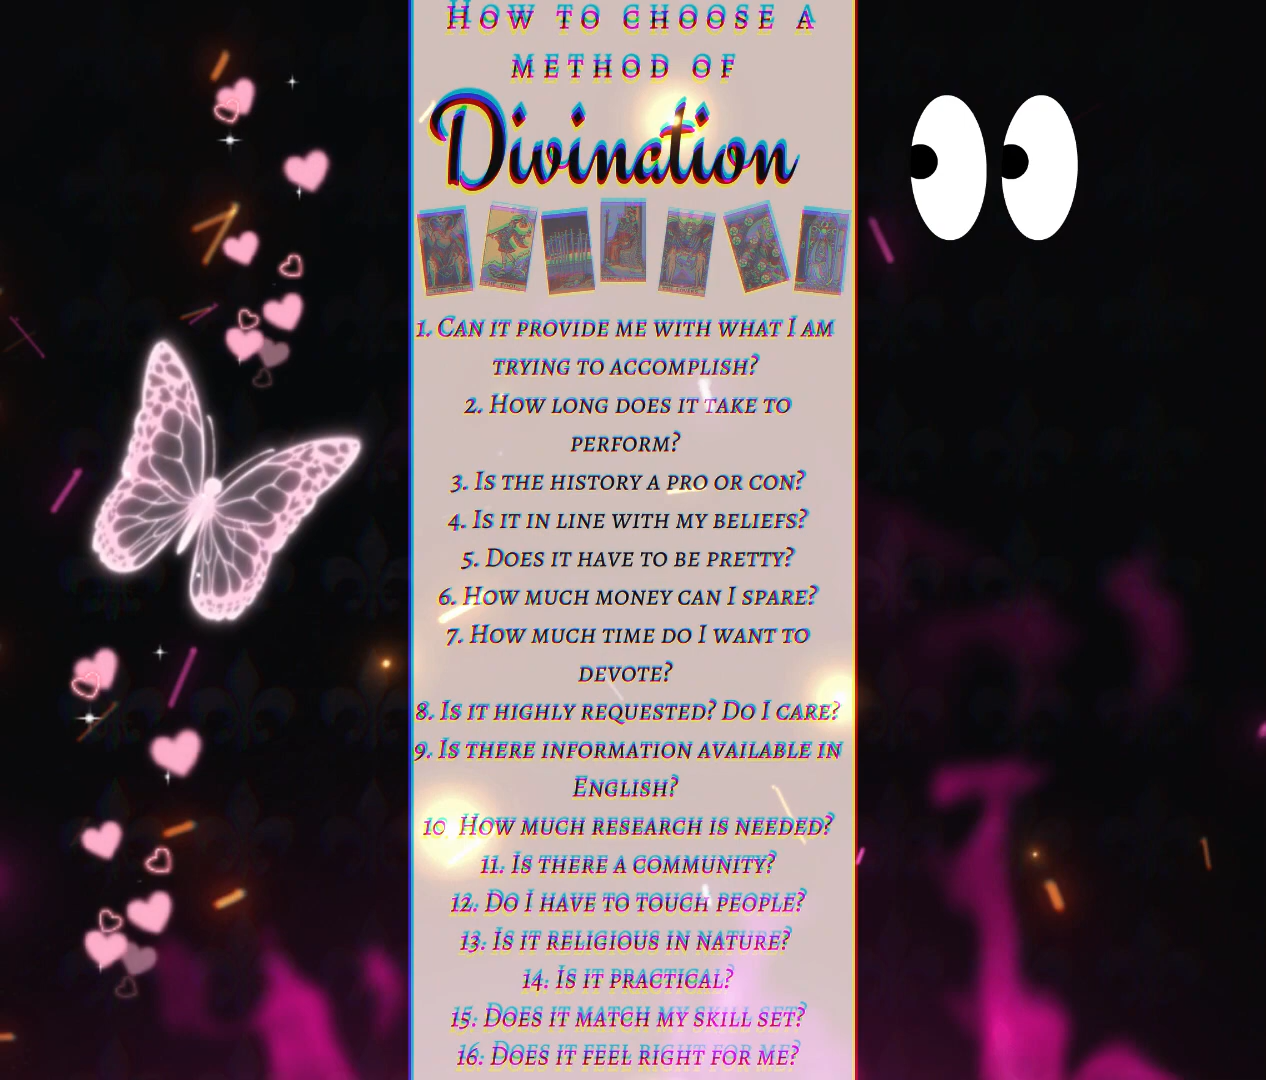 How to choose a
method of
Divination
1. Can it provide me with what I am
trying to accomplish?
2. How long does it take to
perform?
3. Is the history a pro or con?
4. Is it in line with my beliefs?
5. Does it have to be pretty?
6. How much money can I spare?
7. How much time do I want to
devote?
8. Is it highly requested? Do I care?
9. Is there information available in
English?
10 How much research is needed?
11. Is there a community?
12. Do I have to touch people?
13. Is it religious in nature?
14. Is it practical?
15. Does it match my skill set?
16. Does it feel right for me?